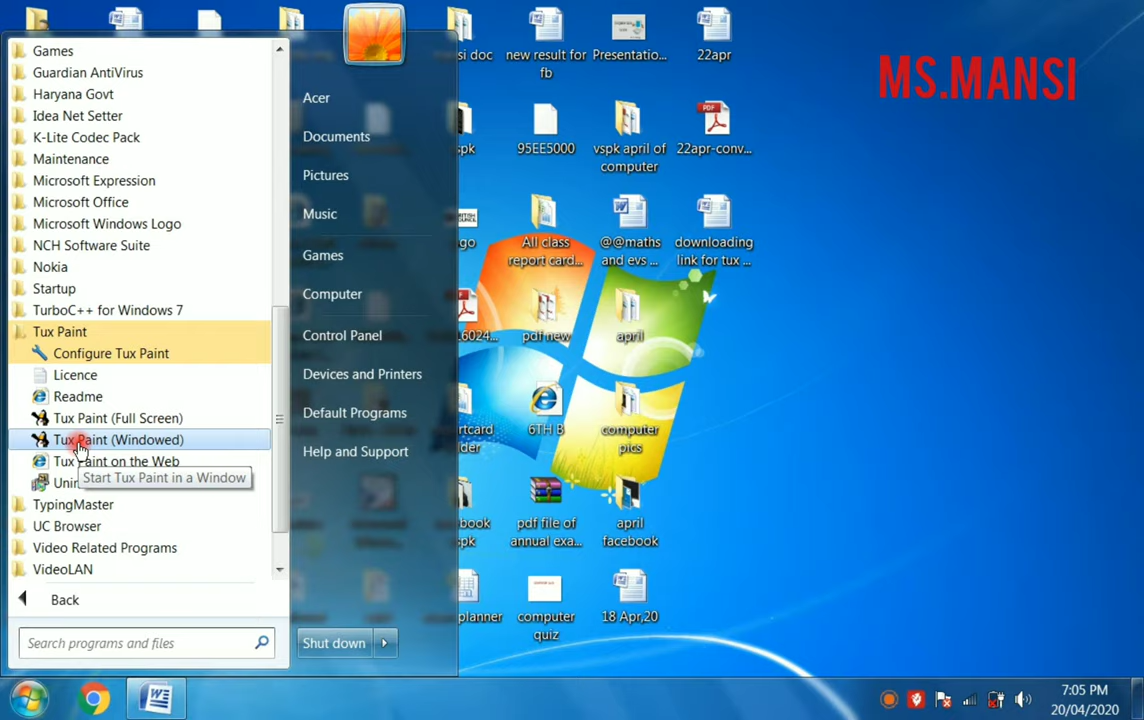 Games
Guardian AntiVirus
Haryana Govt
Idea Net Setter
K-Lite Codec Pack
Maintenance
Microsoft Expression
Microsoft Office
Microsoft Windows Logo
NCH Software Suite
Nokia
Startup
TurboC++ for Windows 7
Tux Paint
Configure Tux Paint
Licence
Readme
Tux Paint (Full Screen)
Tux Paint (Windowed)
Tux Paint on the Web
Start Tux Paint in a Window
TypingMaster
UC Browser
Video Related Programs
VideoLAN
Back
Search programs and files
Acer
Documents
Pictures
Music
Games
Computer
Control Panel
Devices and Printers
Default Programs
Help and Support
Shut down
doc
new result for
fb
Presentatio...
22apr
MS.MANSI
95EE5000
vspk april of
computer
PDF
22apr-conv...
All class
report card...
@@maths
and evs ...
downloading
link for tux ...
pdf new
april
6TH B
computer
pics
pdf file of
annual exa...
april
facebook
planner
computer
quiz
18 Apr,20
7:05 PM
20/04/2020